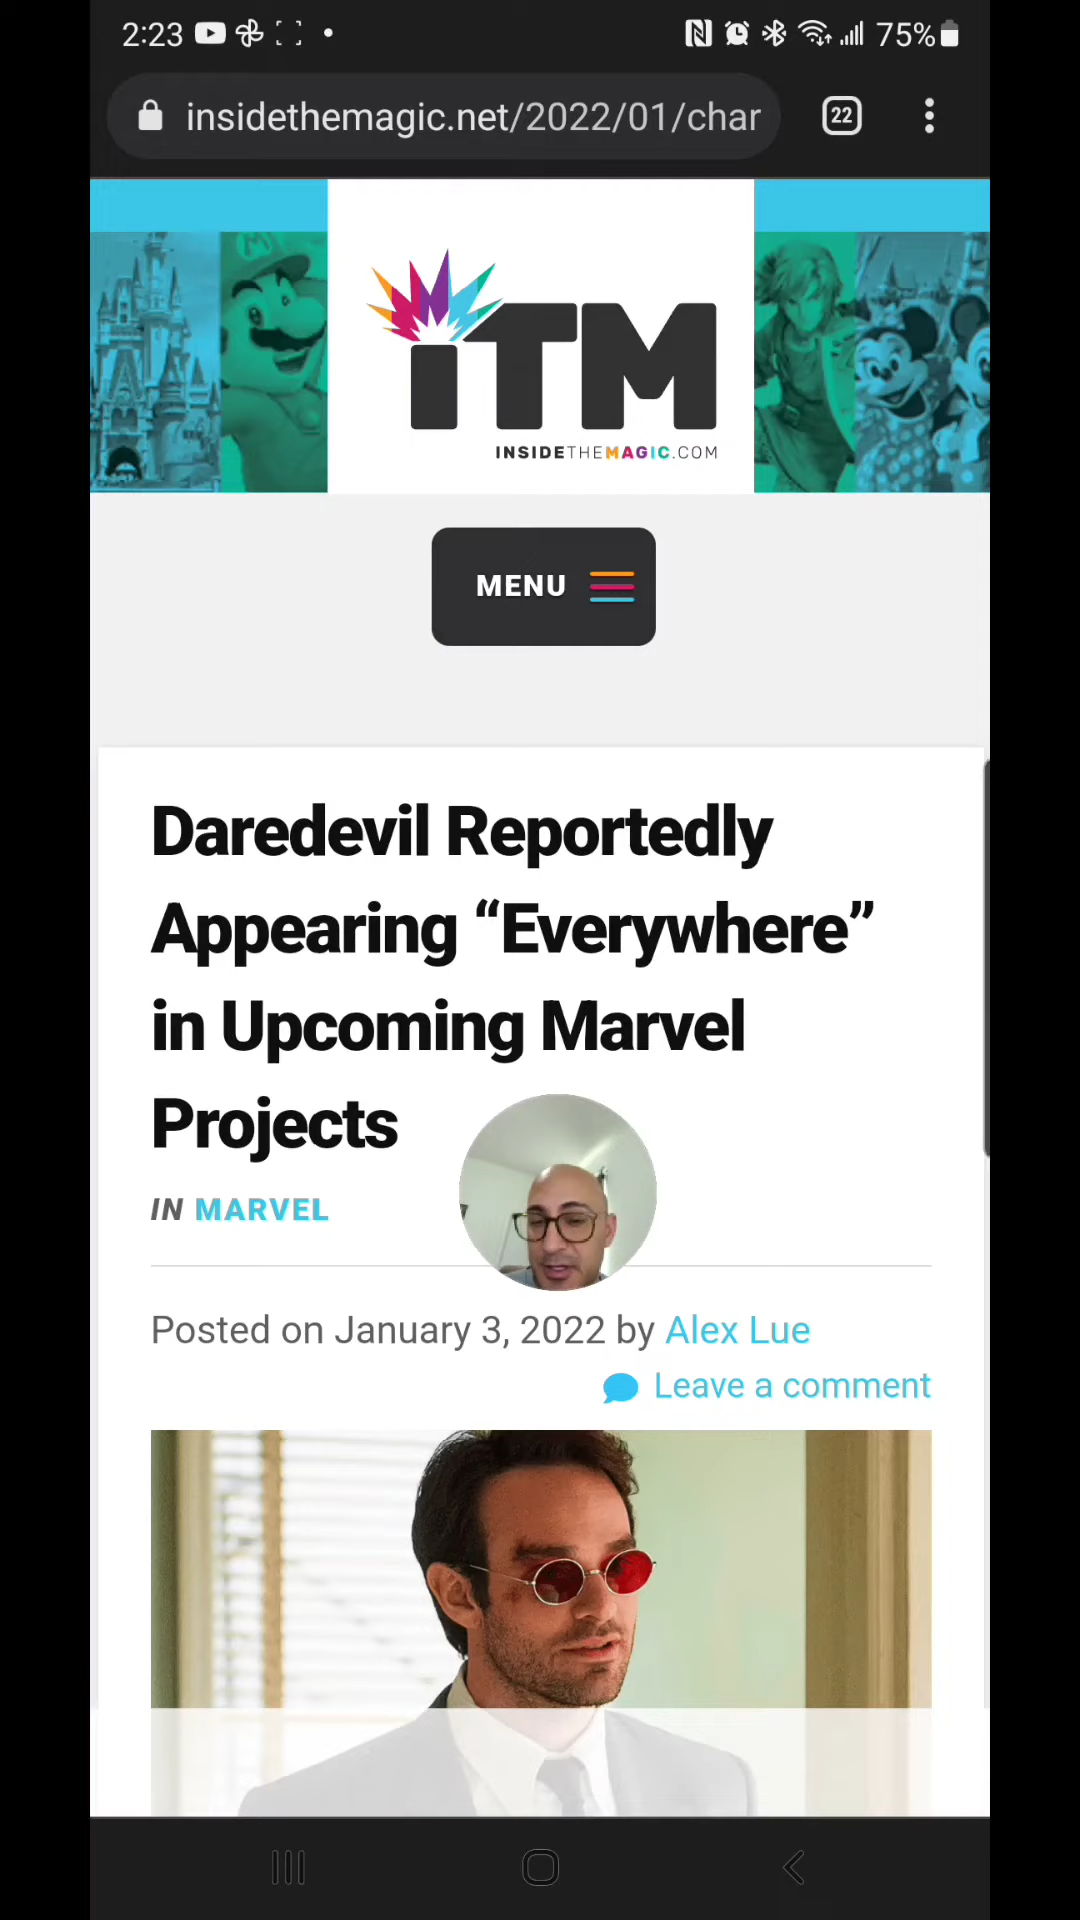 2:23
75%
insidethemagic.net/2022/01/char
22
iTM
INSIDETHEMAGIC.COM
MENU
Daredevil Reportedly
Appearing “Everywhere”
in Upcoming Marvel
Projects
IN MARVEL
Posted on January 3, 2022 by Alex Lue
Leave a comment